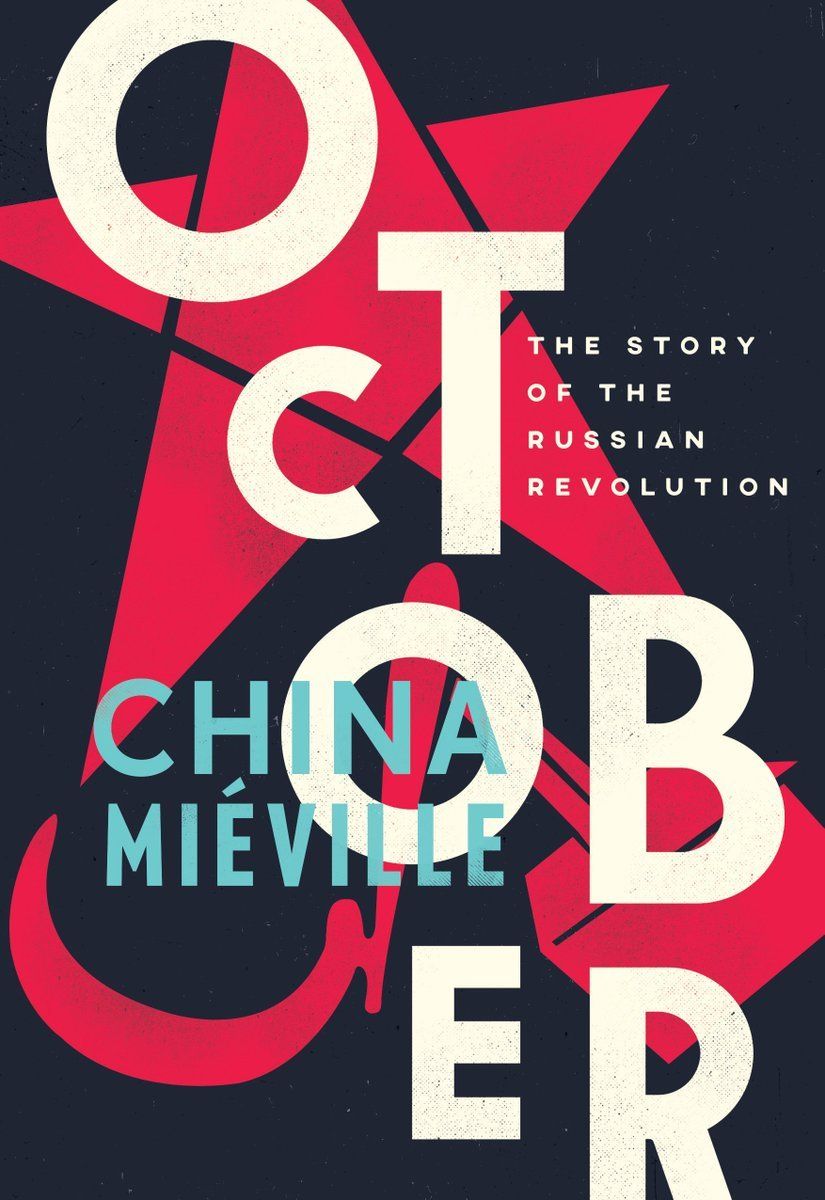 OCTOBER
THE STORY
OF THE
RUSSIAN
REVOLUTION
CHINA
MIÉVILLE